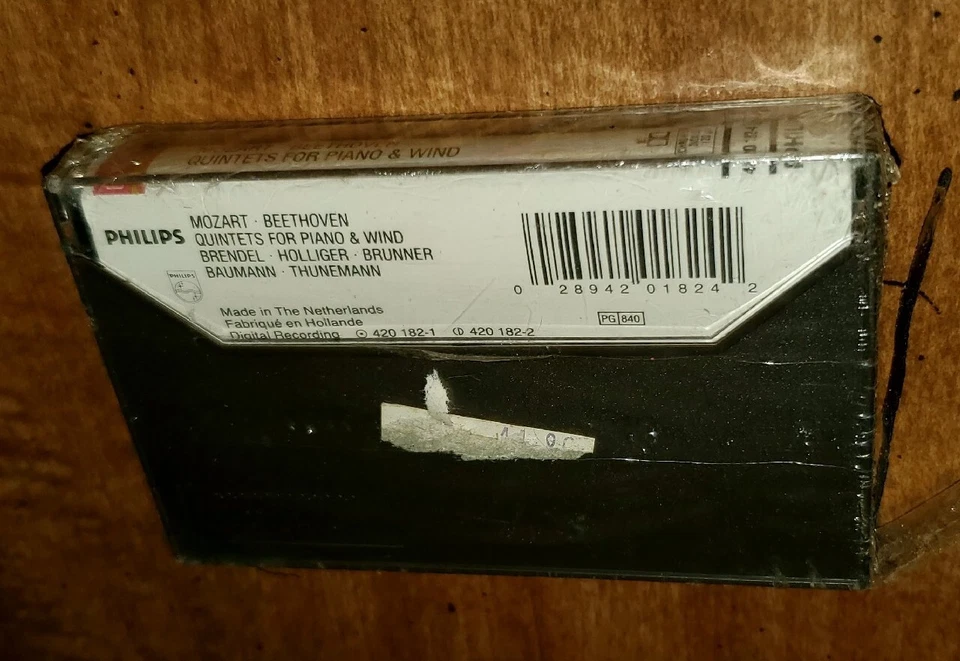 QUINTETS FOR PIANO & WIND
PHILIPS
MOZART · BEETHOVEN
QUINTETS FOR PIANO & WIND
BRENDEL · HOLLIGER · BRUNNER
BAUMANN · THUNEMANN
PHILIPS
Made in The Netherlands
Fabriqué en Hollande
Digital Recording 420 182-1 420 182-2
0 28942 01824 2
PG 840